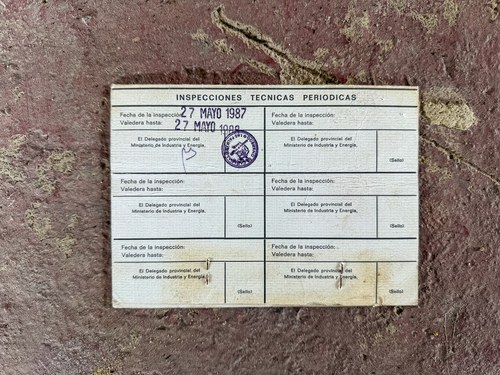 INSPECCIONES TECNICAS PERIODICAS
Fecha de la inspección: 27 MAYO 1987
Valedera hasta: 27 MAYO 1988
El Delegado provincial del
Ministerio de Industria y Energía,
Fecha de la inspección:
Valedera hasta:
El Delegado provincial del
Ministerio de Industria y Energía,
(Sello)
Fecha de la inspección:
Valedera hasta:
El Delegado provincial del
Ministerio de Industria y Energía,
(Sello)
Fecha de la inspección:
Valedera hasta:
El Delegado provincial del
Ministerio de Industria y Energía,
(Sello)
Fecha de la inspección:
Valedera hasta:
El Delegado provincial del
Ministerio de Industria y Energía,
(Sello)
Fecha de la inspección:
Valedera hasta:
El Delegado provincial del
Ministerio de Industria y Energía,
(Sello)